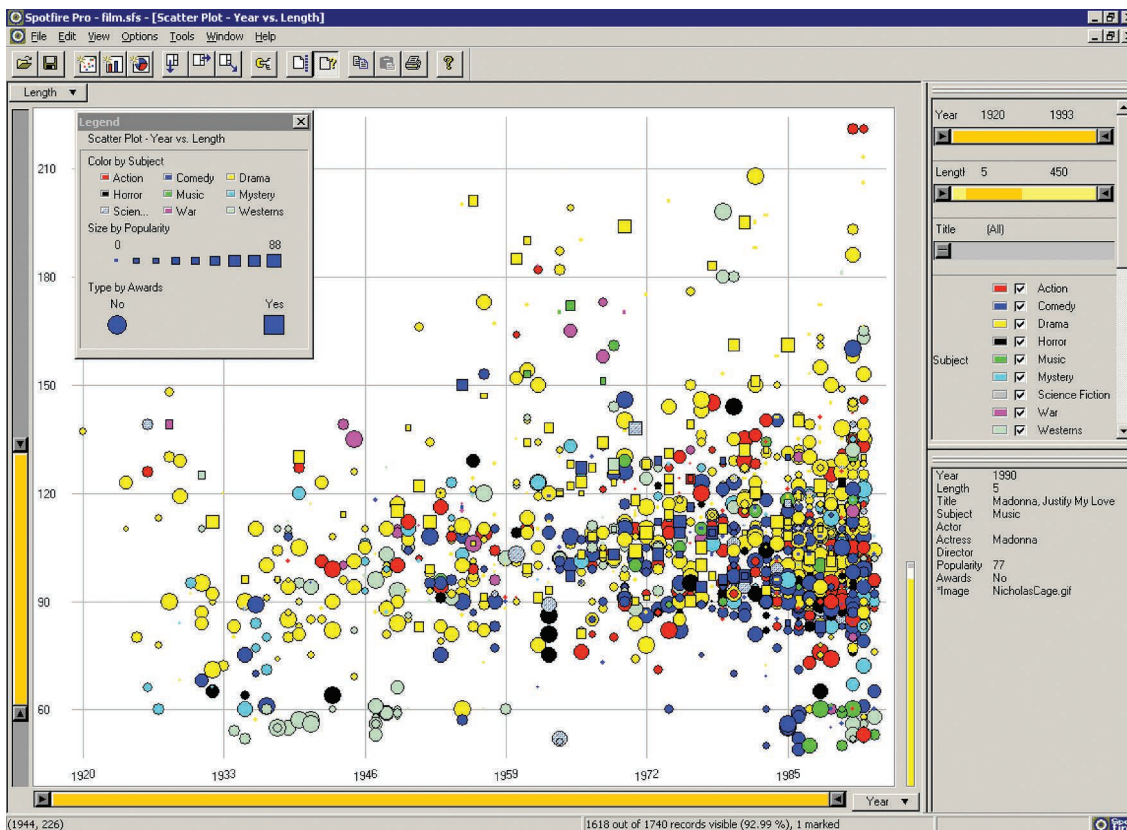 Spotfire Pro - film.sfs - [Scatter Plot - Year vs. Length]
File Edit View Options Tools Window Help
Length
Legend
Scatter Plot - Year vs. Length
Color by Subject
Action Comedy Drama
Horror Music Mystery
Scien... War Westerns
Size by Popularity
0 88
Type by Awards
No Yes
210
180
150
120
90
60
1920 1933 1946 1959 1972 1985
Year
Year 1920 1993
Length 5 450
Title (All)
Subject
Action
Comedy
Drama
Horror
Music
Mystery
Science Fiction
War
Westerns
Year 1990
Length 5
Title Madonna, Justify My Love
Subject Music
Actor
Actress Madonna
Director
Popularity 77
Awards No
*Image NicholasCage.gif
(1944, 226)
1618 out of 1740 records visible (92.99 %), 1 marked